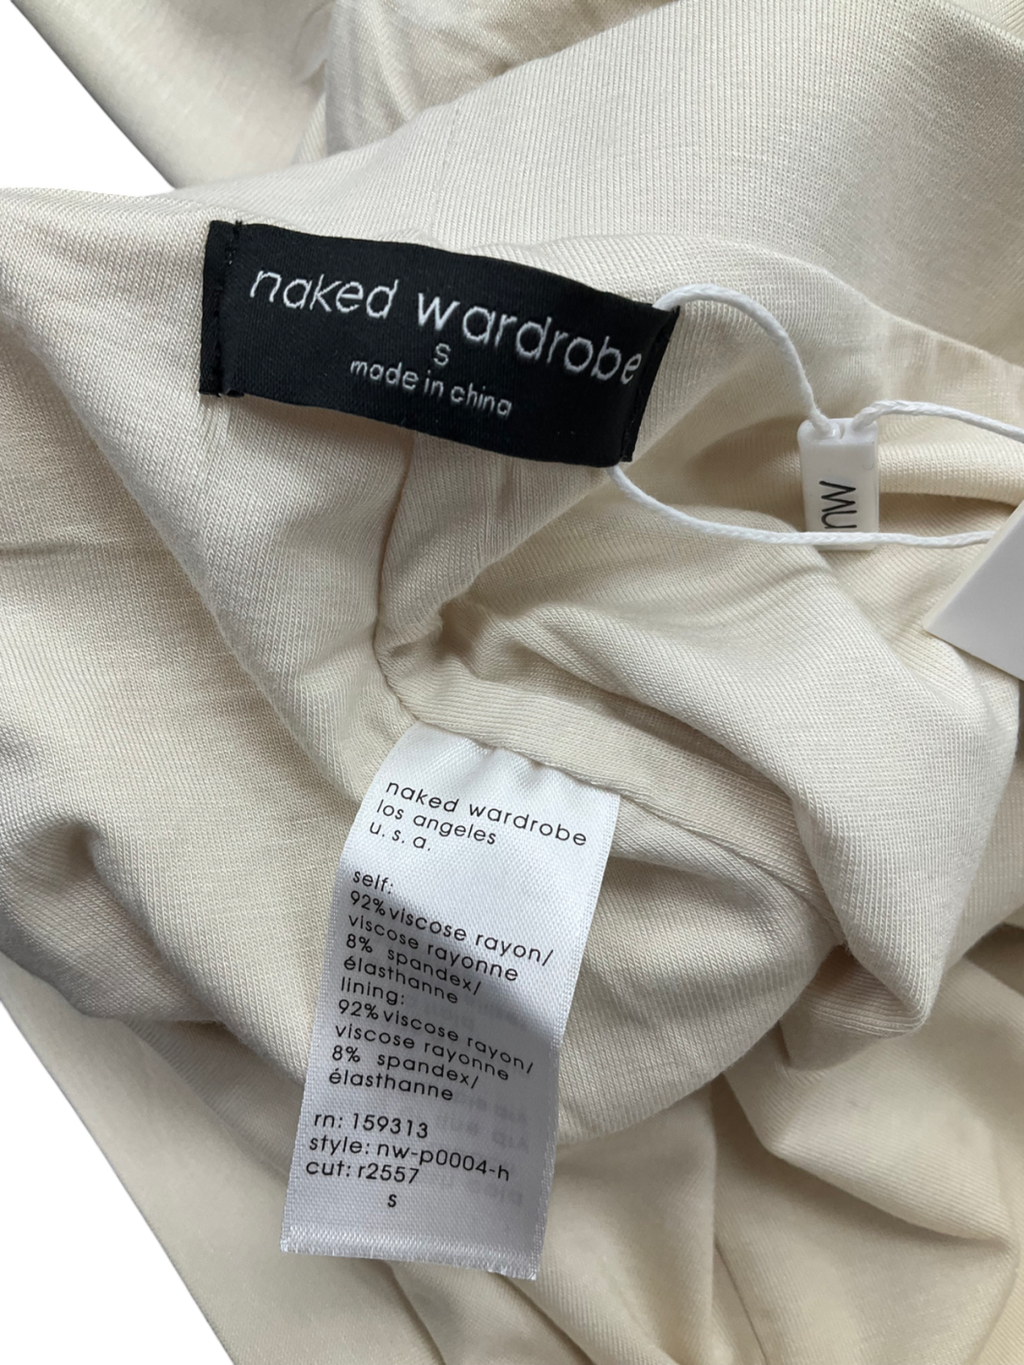 naked wardrobe
s
made in china
naked wardrobe
los angeles
u. s. a.
self:
92% viscose rayon/
viscose rayonne
8% spandex/
élasthanne
lining:
92% viscose rayon/
viscose rayonne
8% spandex/
élasthanne
rn: 159313
style: nw-p0004-h
cut: r2557
s